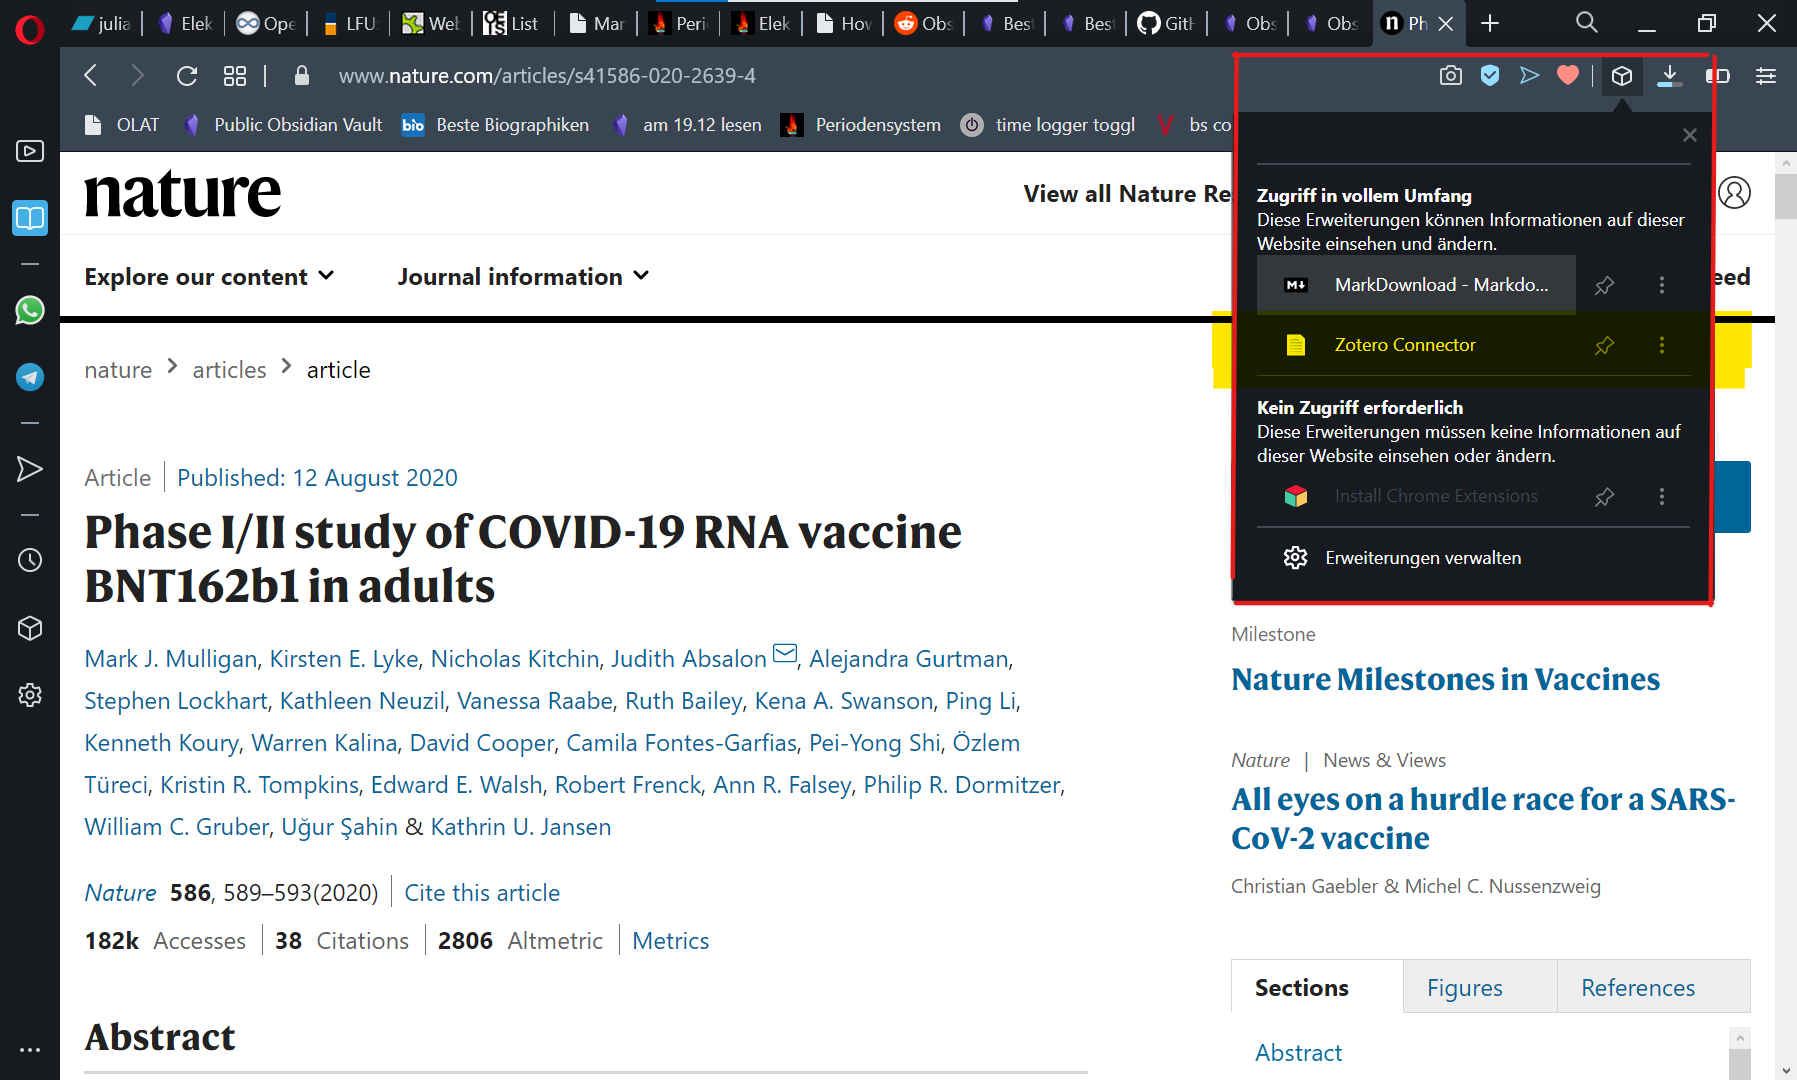 julia
Elek
Ope
LFU:
Web
List
Mar
Peri
Elek
How
Obs
Best
Best
GitH
Obs
Obs
Ph
www.nature.com/articles/s41586-020-2639-4
OLAT
Public Obsidian Vault
Beste Biographiken
am 19.12 lesen
Periodensystem
time logger toggl
bs co
nature
View all Nature Re
Explore our content
Journal information
eed
Zugriff in vollem Umfang
Diese Erweiterungen können Informationen auf dieser
Website einsehen und ändern.
MarkDownload - Markdo...
Zotero Connector
Kein Zugriff erforderlich
Diese Erweiterungen müssen keine Informationen auf
dieser Website einsehen oder ändern.
Install Chrome Extensions
Erweiterungen verwalten
nature > articles > article
Article | Published: 12 August 2020
Phase I/II study of COVID-19 RNA vaccine
BNT162b1 in adults
Mark J. Mulligan, Kirsten E. Lyke, Nicholas Kitchin, Judith Absalon, Alejandra Gurtman,
Stephen Lockhart, Kathleen Neuzil, Vanessa Raabe, Ruth Bailey, Kena A. Swanson, Ping Li,
Kenneth Koury, Warren Kalina, David Cooper, Camila Fontes-Garfias, Pei-Yong Shi, Özlem
Türeci, Kristin R. Tompkins, Edward E. Walsh, Robert Frenck, Ann R. Falsey, Philip R. Dormitzer,
William C. Gruber, Uğur Şahin & Kathrin U. Jansen
Nature 586, 589–593(2020) | Cite this article
182k Accesses | 38 Citations | 2806 Altmetric | Metrics
Abstract
Milestone
Nature Milestones in Vaccines
Nature | News & Views
All eyes on a hurdle race for a SARS-
CoV-2 vaccine
Christian Gaebler & Michel C. Nussenzweig
Sections
Figures
References
Abstract